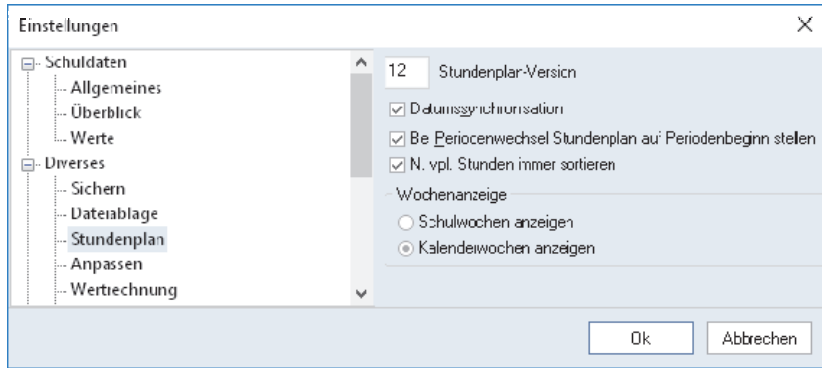 Einstellungen
Schuldaten
Allgemeines
Überblick
Werte
Diverses
Sichern
Dateiablage
Stundenplan
Anpassen
Wertrechnung
12 Stundenplan-Version
Datumssynchronisation
Bei Periodenwechsel Stundenplan auf Periodenbeginn stellen
N. vpl. Stunden immer sortieren
Wochenanzeige
Schulwochen anzeigen
Kalenderwochen anzeigen
Ok
Abbrechen